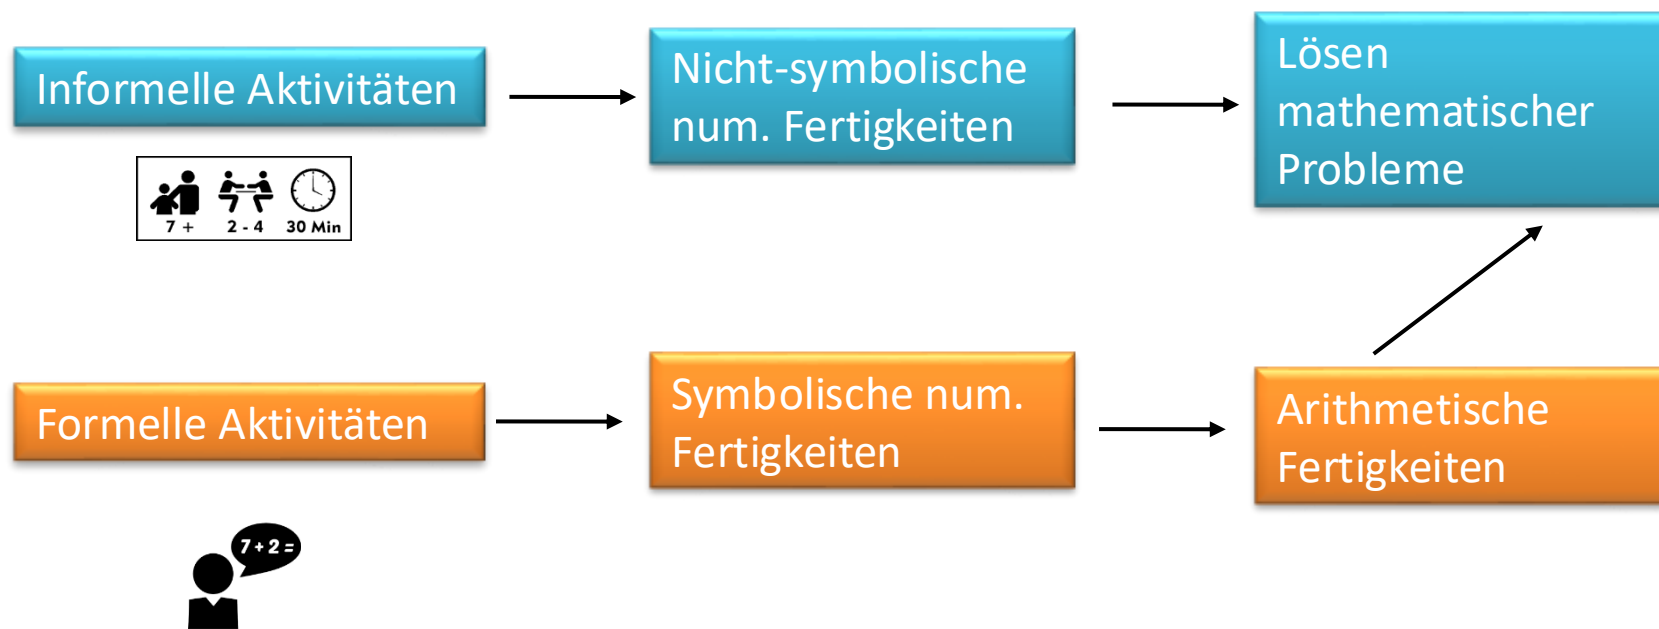 Informelle Aktivitäten
Nicht-symbolische
num. Fertigkeiten
Lösen
mathematischer
Probleme
7 +
2 - 4
30 Min
Formelle Aktivitäten
Symbolische num.
Fertigkeiten
Arithmetische
Fertigkeiten
7 + 2 =